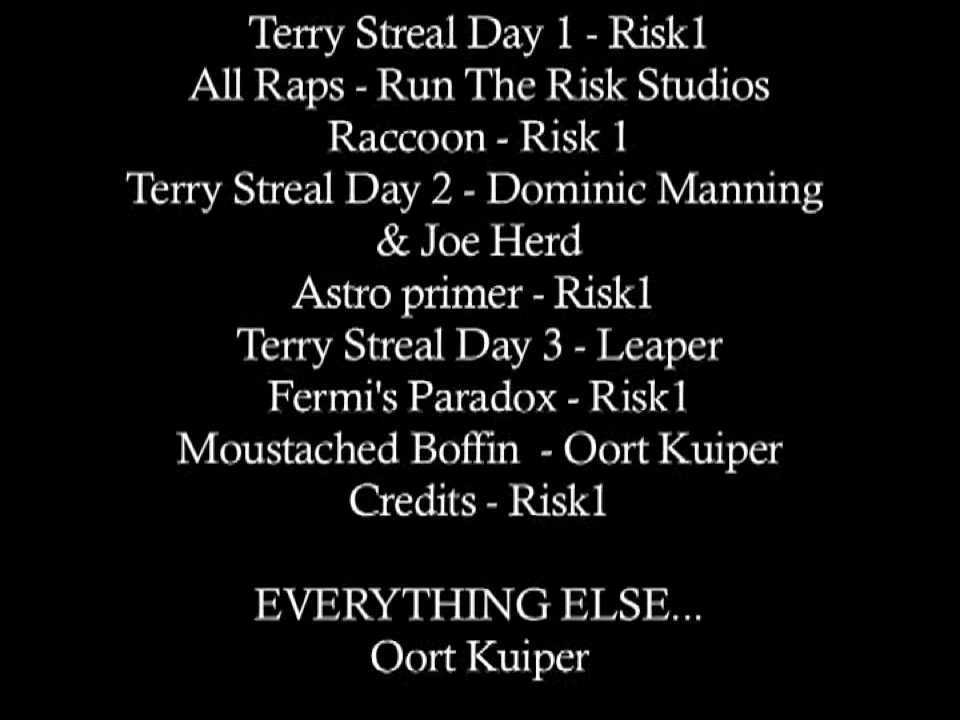 Terry Streal Day 1 - Risk1
All Raps - Run The Risk Studios
Raccoon - Risk 1
Terry Streal Day 2 - Dominic Manning
& Joe Herd
Astro primer - Risk1
Terry Streal Day 3 - Leaper
Fermi's Paradox - Risk1
Moustached Boffin - Oort Kuiper
Credits - Risk1
EVERYTHING ELSE...
Oort Kuiper